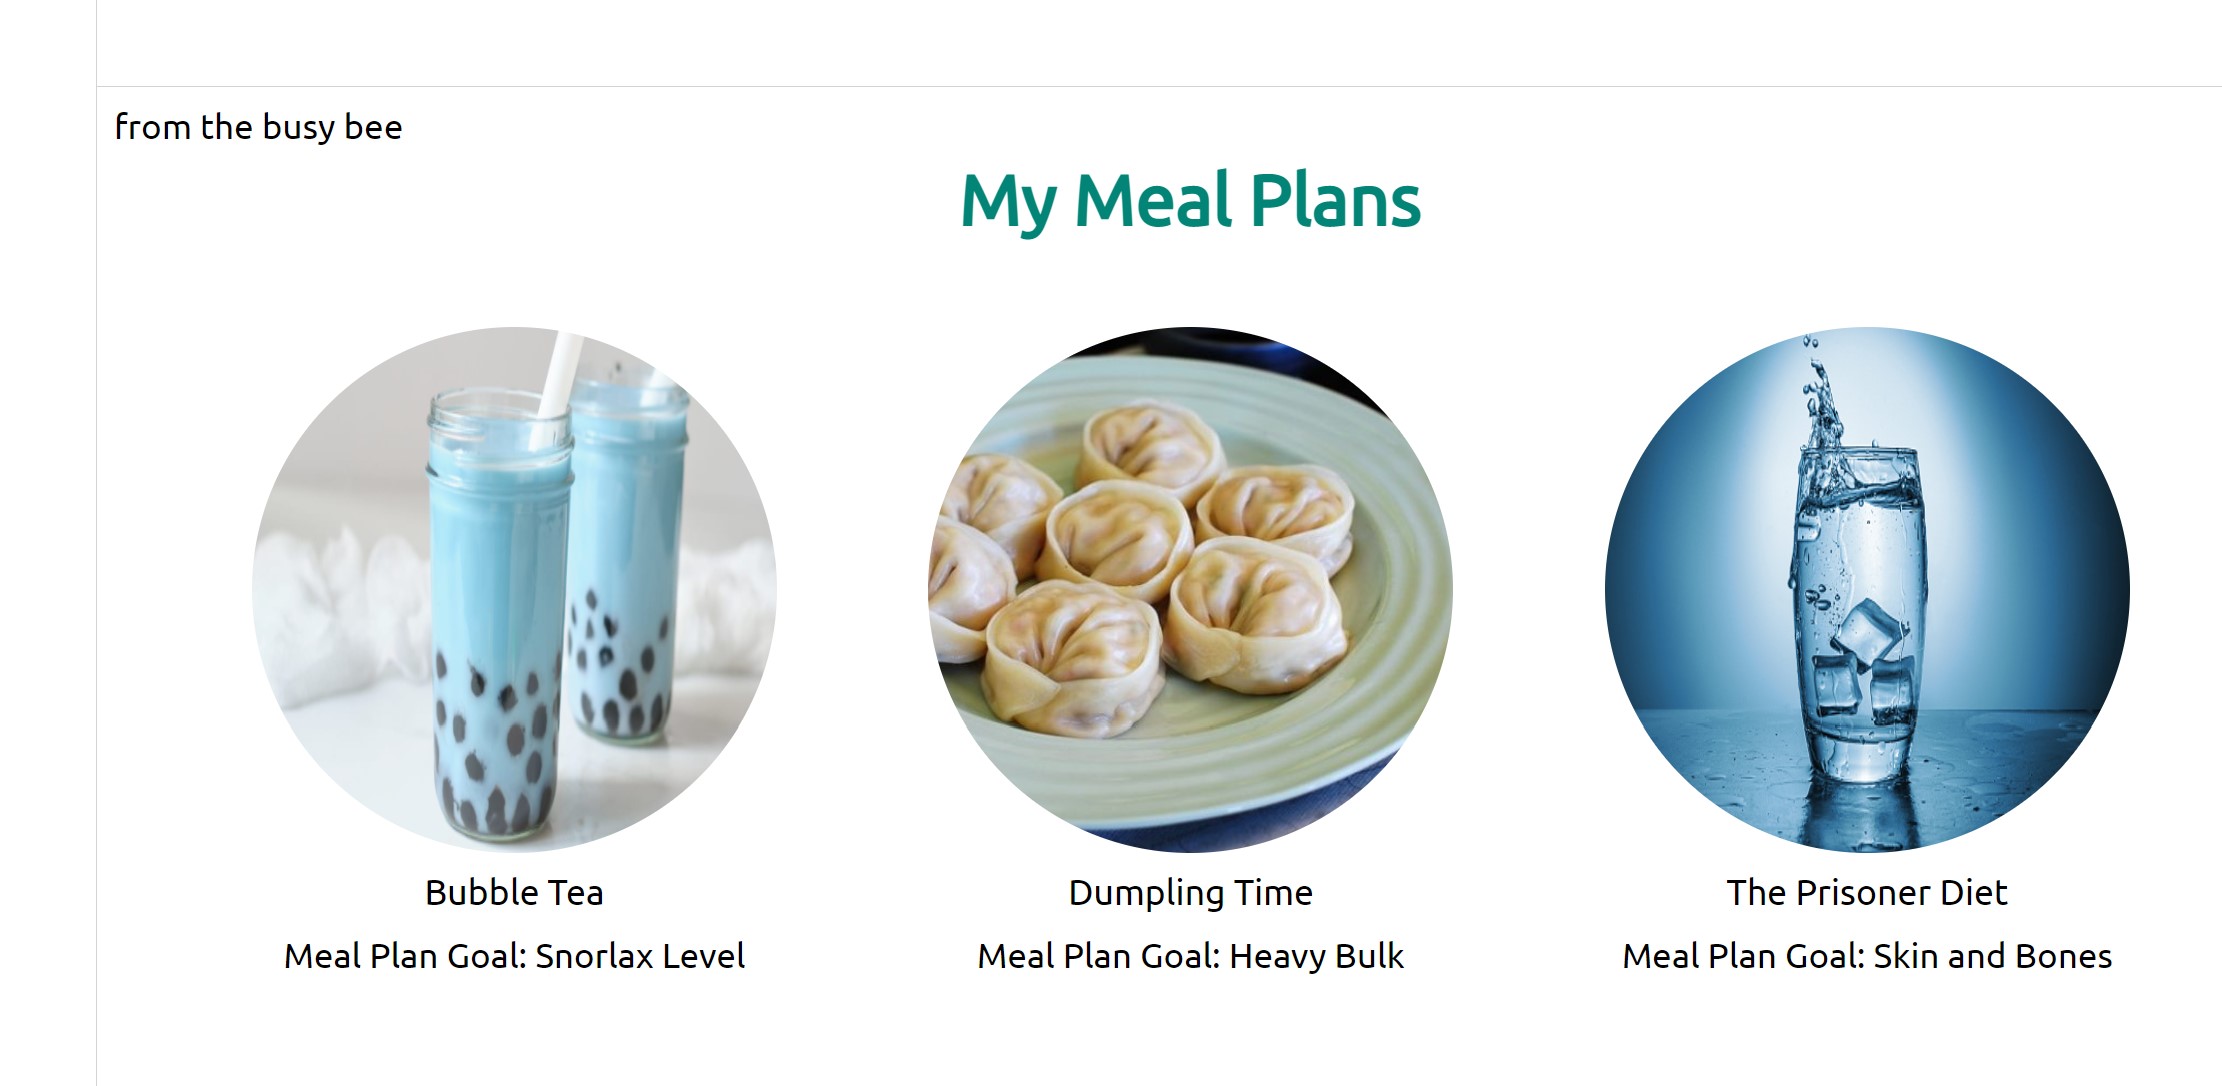 from the busy bee
My Meal Plans
Bubble Tea
Dumpling Time
The Prisoner Diet
Meal Plan Goal: Snorlax Level
Meal Plan Goal: Heavy Bulk
Meal Plan Goal: Skin and Bones